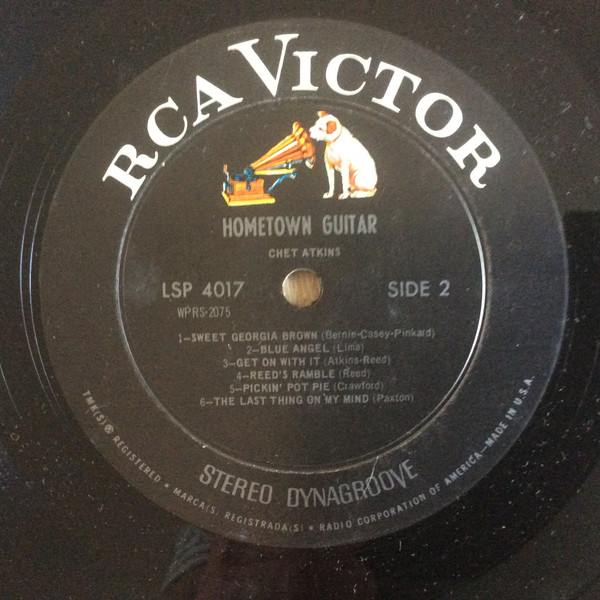 RCA VICTOR
HOMETOWN GUITAR
CHET ATKINS
LSP 4017 SIDE 2
WPRS-2075
1—SWEET GEORGIA BROWN (Bernie-Casey-Pinkard)
2—BLUE ANGEL (Lima)
3—GET ON WITH IT (Atkins-Reed)
4—REED'S RAMBLE (Reed)
5—PICKIN' POT PIE (Crawford)
6—THE LAST THING ON MY MIND (Paxton)
STEREO DYNAGROOVE
TMK(S) ® REGISTERED • MARCA(S) REGISTRADA(S) • RADIO CORPORATION OF AMERICA—MADE IN U.S.A.